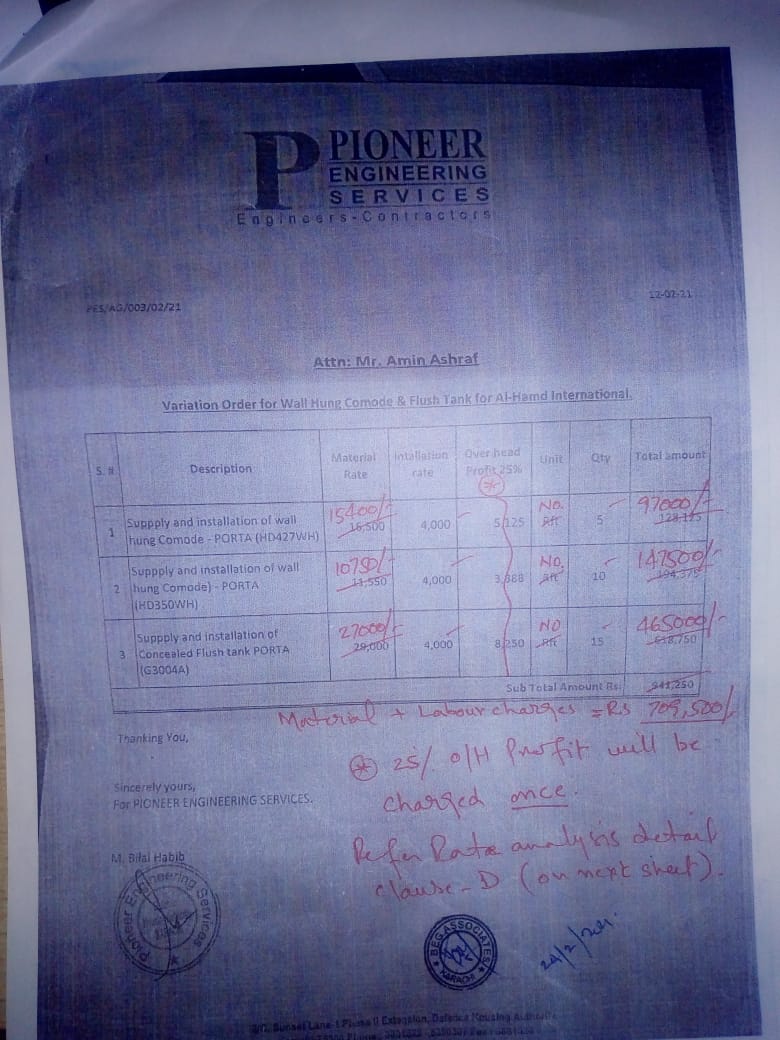 P PIONEER
ENGINEERING
SERVICES
Engineers-Contractors
PES/AG/003/02/21
12-02-21
Attn: Mr. Amin Ashraf
Variation Order for Wall Hung Comode & Flush Tank for Al-Hamd International.
S.# Description Material Rate Intallation rate Over head Profit 25% Unit Qty Total amount
1 Suppply and installation of wall hung Comode - PORTA (HD427WH) 15400/- 16,500 4,000 5,125 No. Rft 5 97000/- 128,125
2 Suppply and installation of wall hung Comode) - PORTA (HD350WH) 10750/- 11,550 4,000 3,888 No. Rft 10 147500/- 194,375
3 Suppply and installation of Concealed Flush tank PORTA (G3004A) 27000/- 29,000 4,000 8,250 NO Rft 15 465000/- 618,750
Sub Total Amount Rs: 941,250
Material + Labour charges = Rs 709,500/-
Thanking You,
* 25% O/H Profit will be
charged once.
Sincerely yours,
For PIONEER ENGINEERING SERVICES.
Refer Rate analysis detail
clause-D (on next sheet).
M. Bilal Habib
Pioneer Engineering Services
BEG ASSOCIATES
KARACHI
24/2/2021.
Sunset Lane-1 Phase II Extension, Defence Housing Authority,